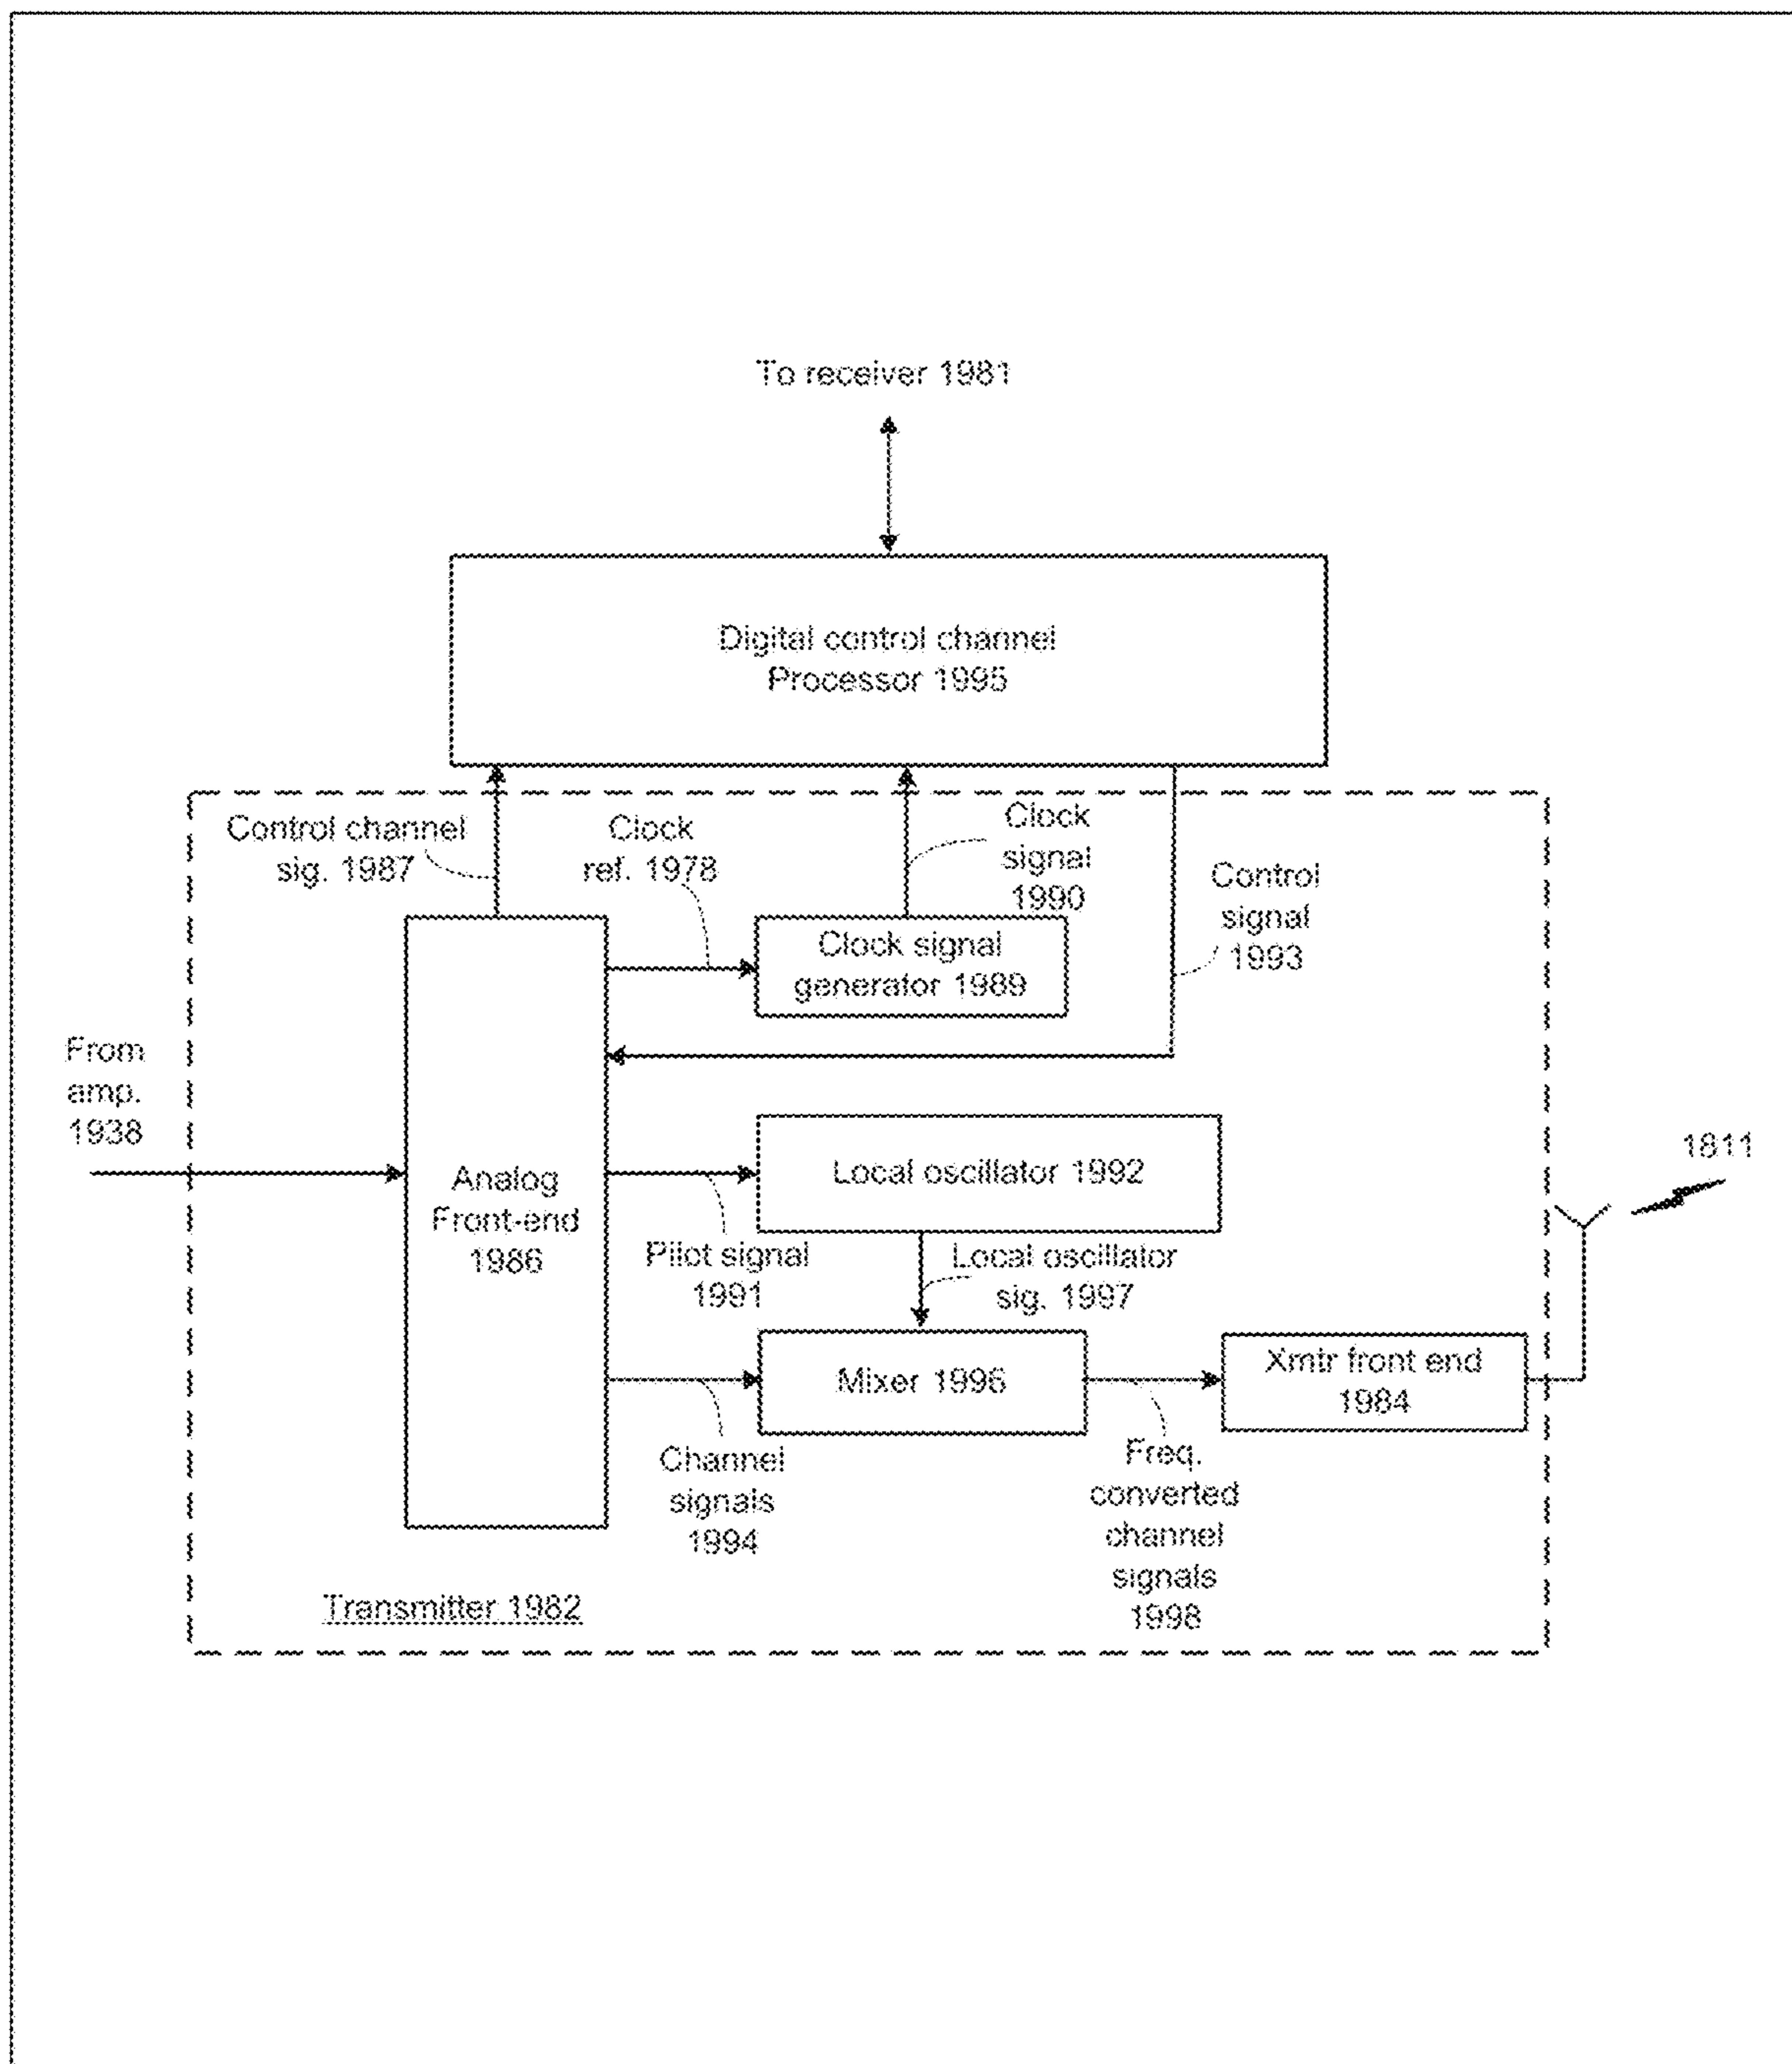 To receiver 1981
Digital control channel
Processor 1995
Control channel
sig. 1987
Clock
ref. 1978
Clock
signal
1990
Control
signal
1993
Clock signal
generator 1989
From
amp.
1938
Analog
Front-end
1986
Local oscillator 1992
1811
Pilot signal
1991
Local oscillator
sig. 1997
Mixer 1996
Xmtr front end
1984
Channel
signals
1994
Freq.
converted
channel
signals
1998
Transmitter 1982